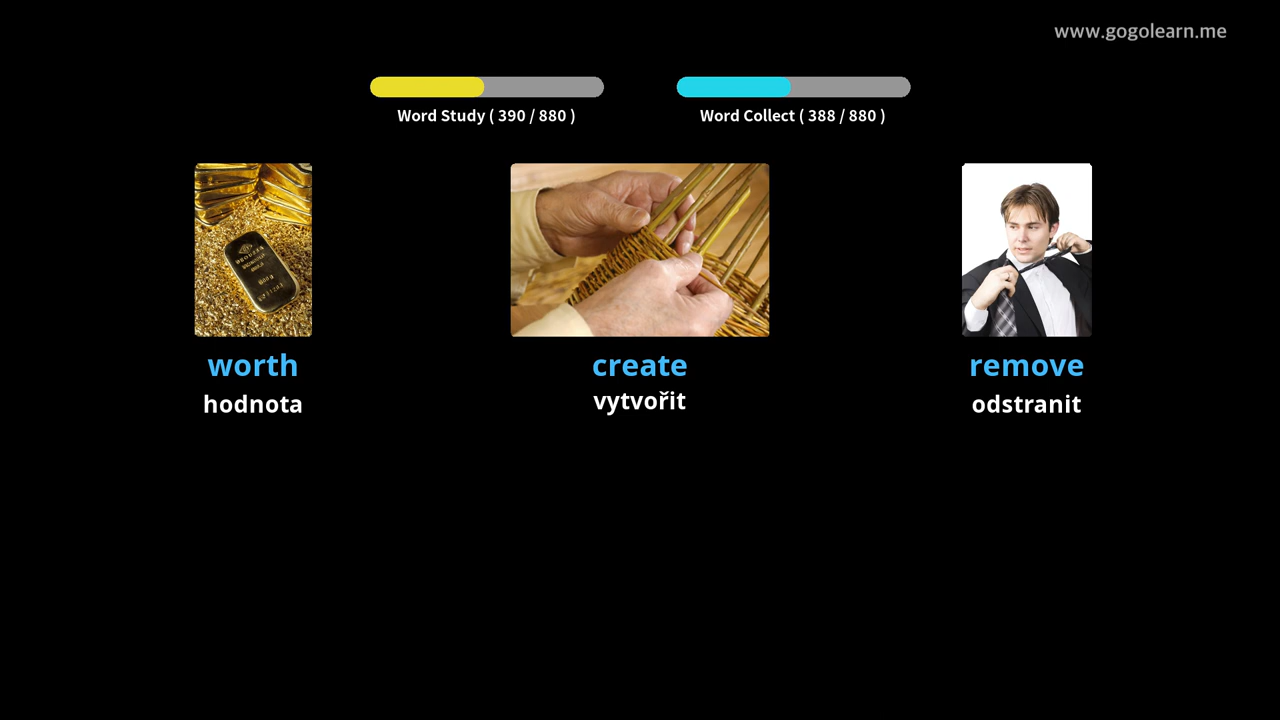 www.gogolearn.me
Word Study ( 390 / 880 )
Word Collect ( 388 / 880 )
worth
create
remove
hodnota
vytvořit
odstranit